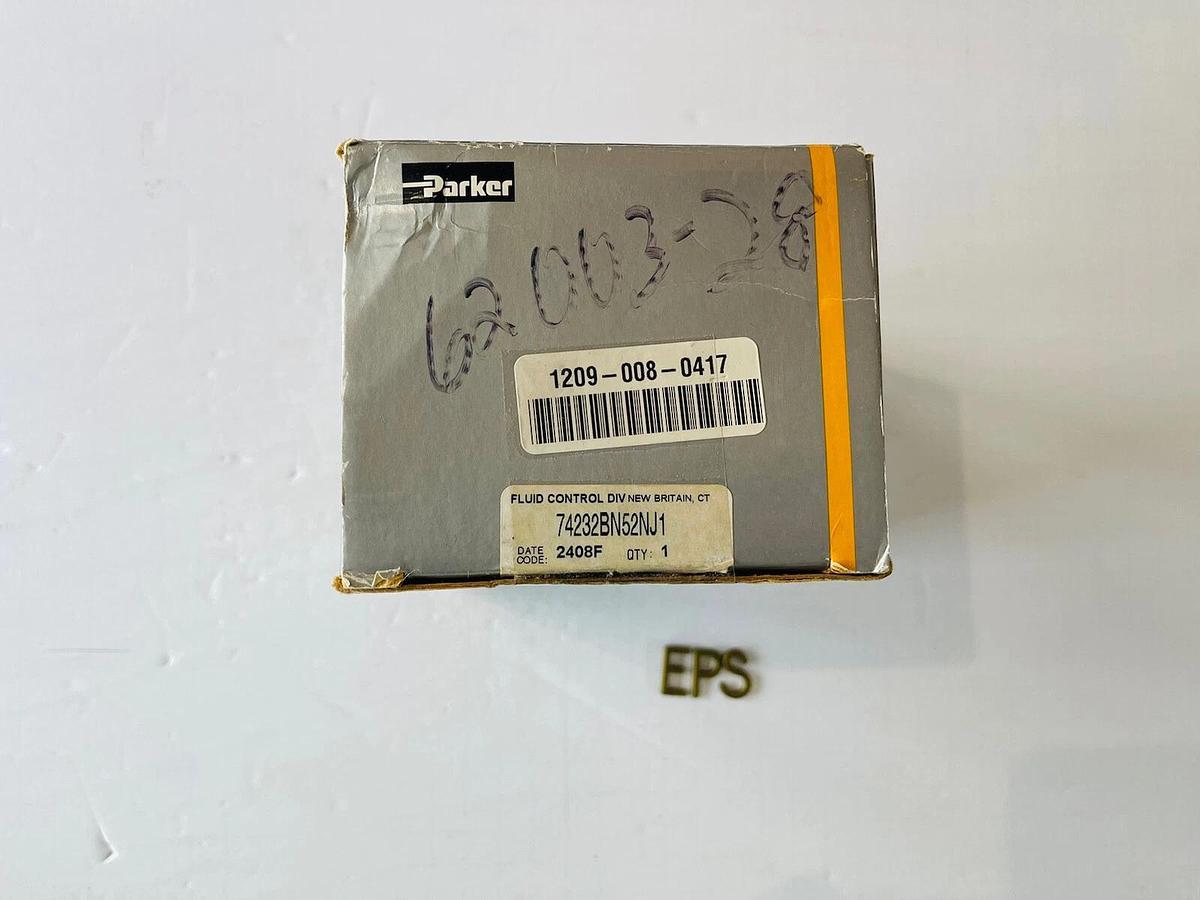 Parker
62003-28
1209-008-0417
FLUID CONTROL DIV NEW BRITAIN, CT
74232BN52NJ1
DATE CODE: 2408F QTY: 1
EPS